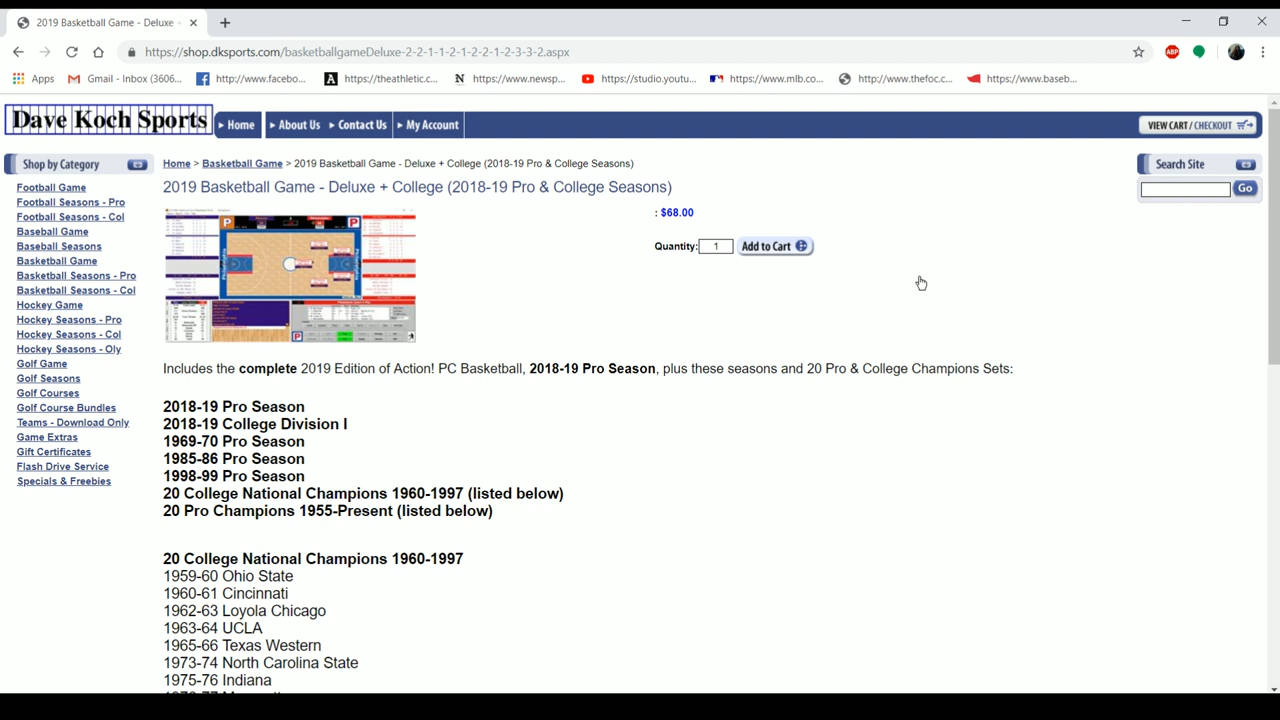 2019 Basketball Game - Deluxe
https://shop.dksports.com/basketballgameDeluxe-2-2-1-1-2-1-2-2-1-2-3-3-2.aspx
ABP
Apps
Gmail - Inbox (3606...
http://www.facebo...
https://theathletic.c...
https://www.newsp...
https://studio.youtu...
https://www.mlb.co...
http://www.thefoc...
https://www.baseb...
Dave Koch Sports
Home
About Us
Contact Us
My Account
VIEW CART / CHECKOUT
Shop by Category
Football Game
Football Seasons - Pro
Football Seasons - Col
Baseball Game
Baseball Seasons
Basketball Game
Basketball Seasons - Pro
Basketball Seasons - Col
Hockey Game
Hockey Seasons - Pro
Hockey Seasons - Col
Hockey Seasons - Oly
Golf Game
Golf Seasons
Golf Courses
Golf Course Bundles
Teams - Download Only
Game Extras
Gift Certificates
Flash Drive Service
Specials & Freebies
Home > Basketball Game > 2019 Basketball Game - Deluxe + College (2018-19 Pro & College Seasons)
2019 Basketball Game - Deluxe + College (2018-19 Pro & College Seasons)
: $68.00
Quantity: 1 Add to Cart
Includes the complete 2019 Edition of Action! PC Basketball, 2018-19 Pro Season, plus these seasons and 20 Pro & College Champions Sets:
2018-19 Pro Season
2018-19 College Division I
1969-70 Pro Season
1985-86 Pro Season
1998-99 Pro Season
20 College National Champions 1960-1997 (listed below)
20 Pro Champions 1955-Present (listed below)
20 College National Champions 1960-1997
1959-60 Ohio State
1960-61 Cincinnati
1962-63 Loyola Chicago
1963-64 UCLA
1965-66 Texas Western
1973-74 North Carolina State
1975-76 Indiana
Search Site
Go